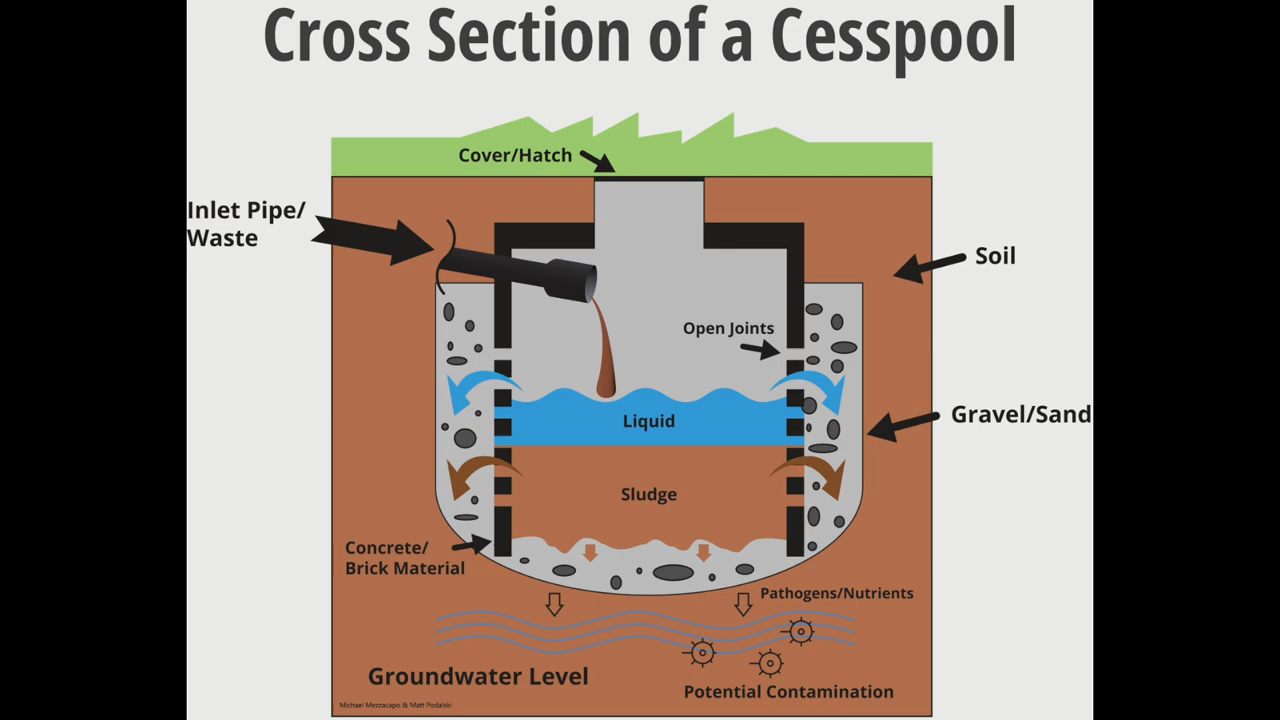 Cross Section of a Cesspool
Cover/Hatch
Inlet Pipe/
Waste
Soil
Open Joints
Gravel/Sand
Liquid
Sludge
Concrete/
Brick Material
Pathogens/Nutrients
Groundwater Level
Potential Contamination
Michael Mezzacapo & Matt Podalski